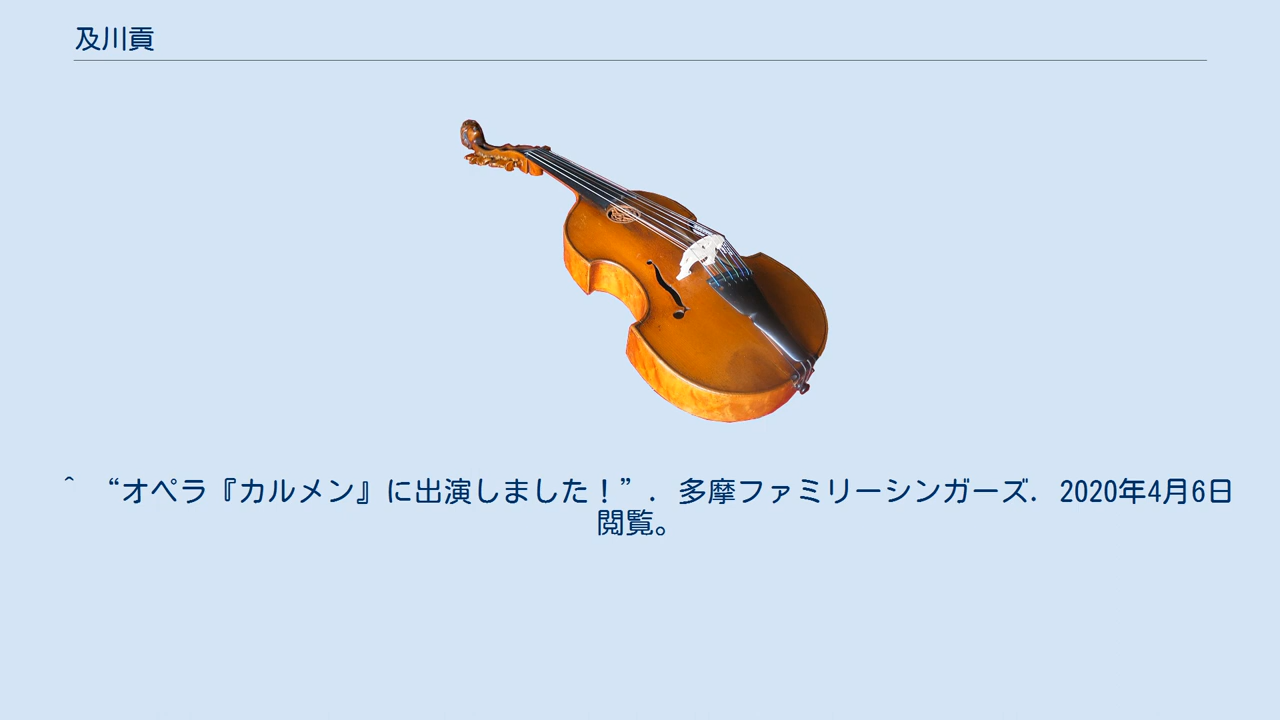 及川貢
^ “オペラ『カルメン』に出演しました！”. 多摩ファミリーシンガーズ. 2020年4月6日
閲覧。